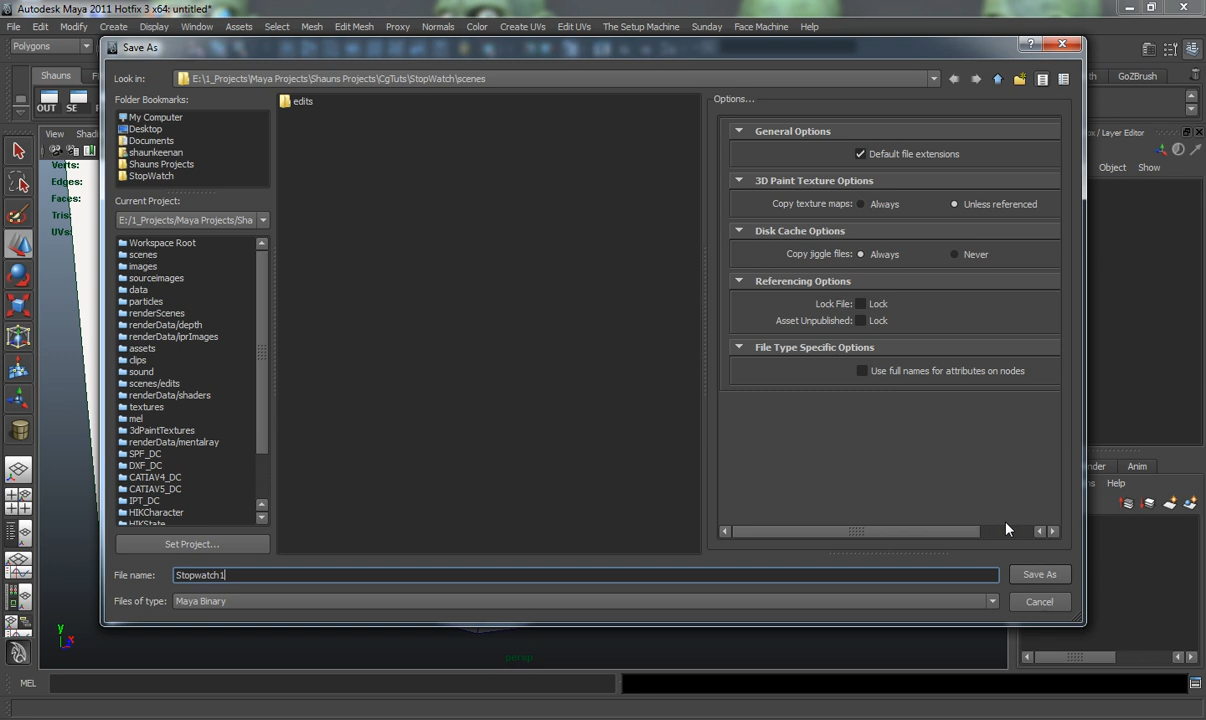 Autodesk Maya 2011 Hotfix 3 x64: untitled*
File Edit Modify Create Display Window Assets Select Mesh Edit Mesh Proxy Normals Color Create UVs Edit UVs The Setup Machine Sunday Face Machine Help
Polygons
Save As
Look in: E:\1_Projects\Maya Projects\Shauns Projects\CgTuts\StopWatch\scenes
Shauns
GoZBrush
OUT SE
Folder Bookmarks:
My Computer
Desktop
Documents
shaunkeenan
Shauns Projects
StopWatch
Current Project:
E:/1_Projects/Maya Projects/Sha
Workspace Root
scenes
images
sourceimages
data
particles
renderScenes
renderData/depth
renderData/iprImages
assets
clips
sound
scenes/edits
renderData/shaders
textures
mel
3dPaintTextures
renderData/mentalray
SPF_DC
DXF_DC
CATIAV4_DC
CATIAV5_DC
IPT_DC
HIKCharacter
HIKState
Set Project...
edits
Options...
General Options
Default file extensions
3D Paint Texture Options
Copy texture maps: Always Unless referenced
Disk Cache Options
Copy jiggle files: Always Never
Referencing Options
Lock File: Lock
Asset Unpublished: Lock
File Type Specific Options
Use full names for attributes on nodes
File name: Stopwatch1
Save As
Files of type: Maya Binary
Cancel
View
Verts:
Edges:
Faces:
Tris:
UVs:
/ Layer Editor
Object Show
Anim
Help
y
x
persp
MEL